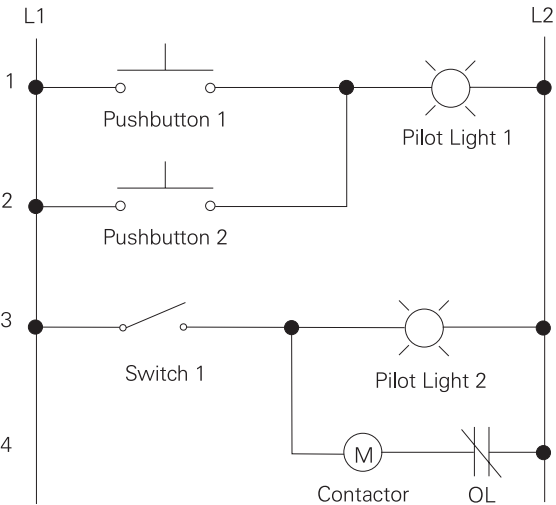 L1
L2
1
Pushbutton 1
Pilot Light 1
2
Pushbutton 2
3
Switch 1
Pilot Light 2
4
M
Contactor
OL